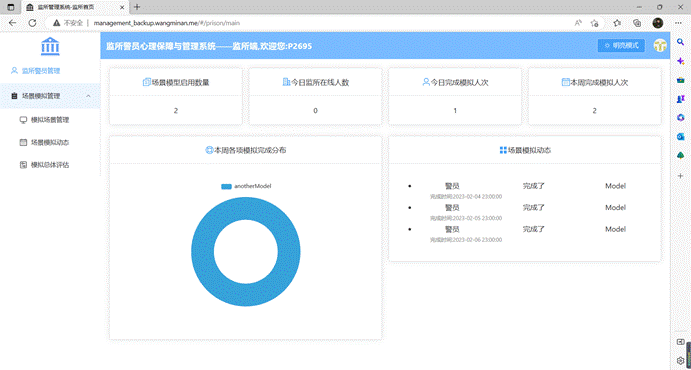 监所警员管理系统-监所首页
不安全 | management_backup.wangminan.me/#/prison/main
监所警员心理保障与管理系统——监所端,欢迎您:P2695
明亮模式
监所警员管理
场景模拟管理
模拟场景管理
场景模拟动态
模拟总体评估
场景模型启用数量
2
今日监所在线人数
0
今日完成模拟人次
1
本周完成模拟人次
2
本周各项模拟完成分布
anotherModel
场景模拟动态
警员 完成了 Model
完成时间:2023-02-04 23:00:00
警员 完成了 Model
完成时间:2023-02-05 23:00:00
警员 完成了 Model
完成时间:2023-02-06 23:00:00